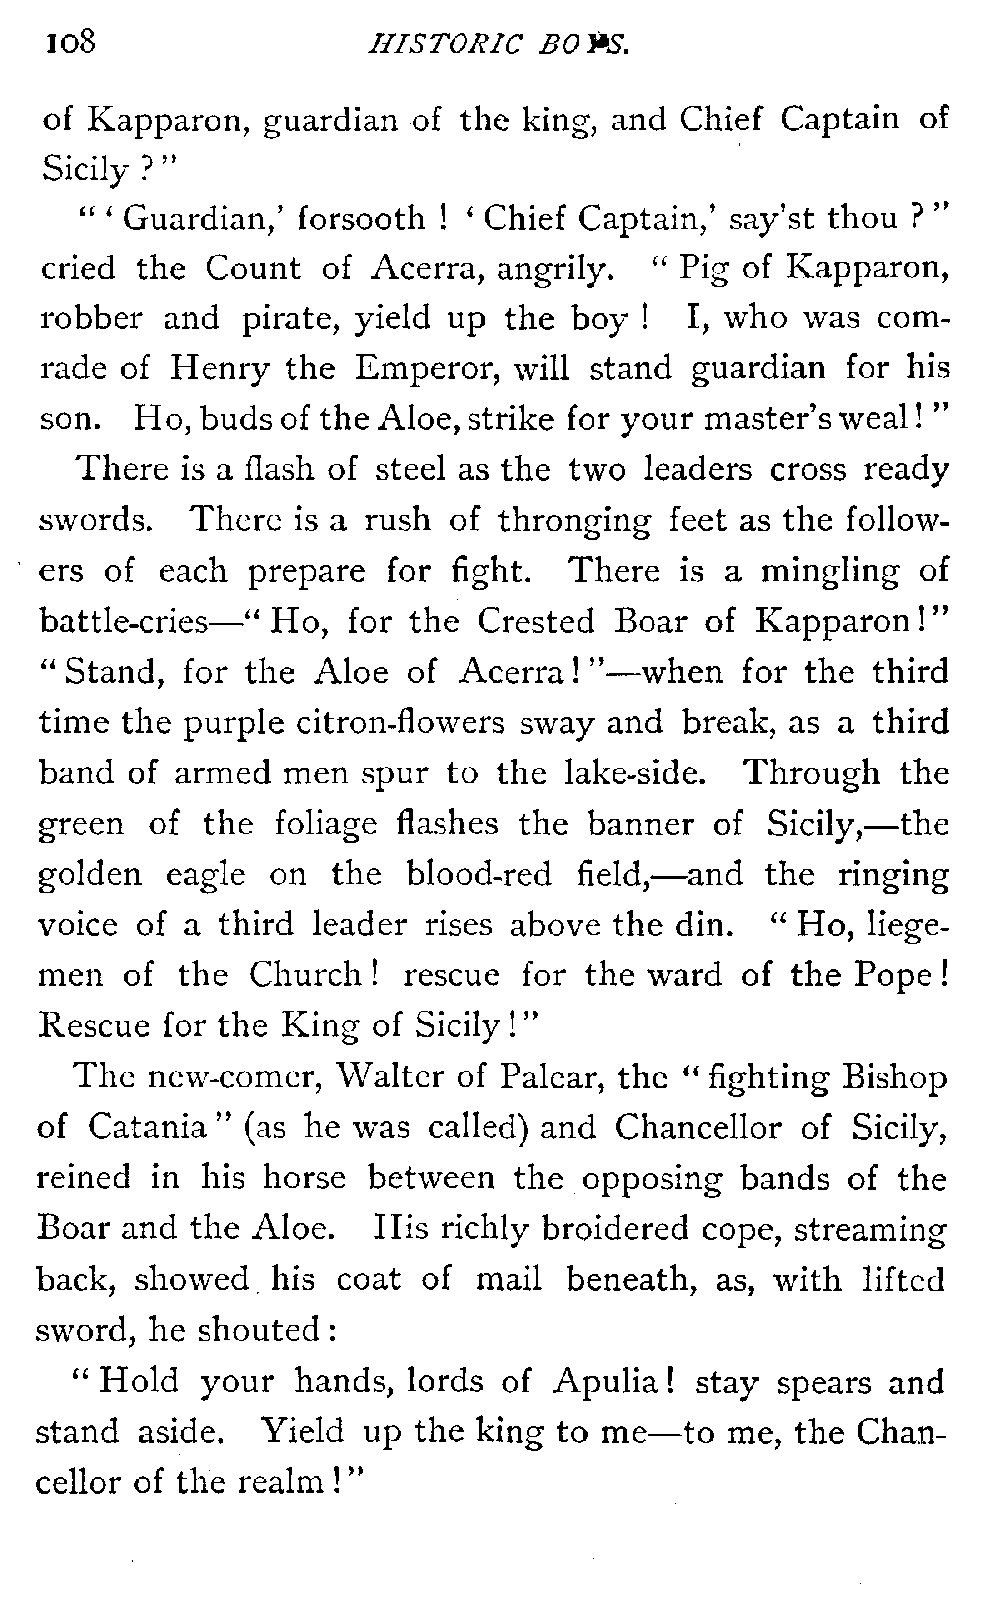 108 HISTORIC BOYS.
of Kapparon, guardian of the king, and Chief Captain of
Sicily ?"
"' Guardian,' forsooth ! ' Chief Captain,' say'st thou ?"
cried the Count of Acerra, angrily. " Pig of Kapparon,
robber and pirate, yield up the boy ! I, who was com-
rade of Henry the Emperor, will stand guardian for his
son. Ho, buds of the Aloe, strike for your master's weal ! "
There is a flash of steel as the two leaders cross ready
swords. There is a rush of thronging feet as the follow-
ers of each prepare for fight. There is a mingling of
battle-cries—" Ho, for the Crested Boar of Kapparon !"
" Stand, for the Aloe of Acerra ! "—when for the third
time the purple citron-flowers sway and break, as a third
band of armed men spur to the lake-side. Through the
green of the foliage flashes the banner of Sicily,—the
golden eagle on the blood-red field,—and the ringing
voice of a third leader rises above the din. " Ho, liege-
men of the Church ! rescue for the ward of the Pope !
Rescue for the King of Sicily !"
The new-comer, Walter of Palear, the " fighting Bishop
of Catania " (as he was called) and Chancellor of Sicily,
reined in his horse between the opposing bands of the
Boar and the Aloe. His richly broidered cope, streaming
back, showed his coat of mail beneath, as, with lifted
sword, he shouted :
" Hold your hands, lords of Apulia ! stay spears and
stand aside. Yield up the king to me—to me, the Chan-
cellor of the realm !"